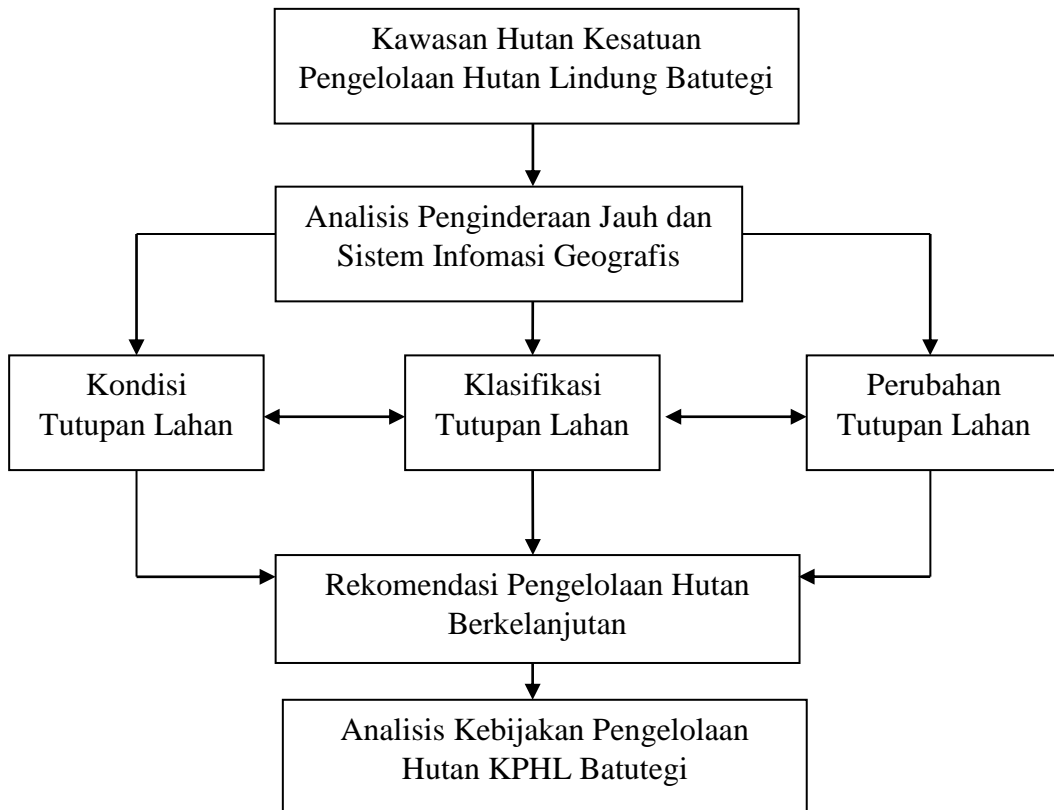 Kawasan Hutan Kesatuan
Pengelolaan Hutan Lindung Batutegi
Analisis Penginderaan Jauh dan
Sistem Infomasi Geografis
Kondisi
Tutupan Lahan
Klasifikasi
Tutupan Lahan
Perubahan
Tutupan Lahan
Rekomendasi Pengelolaan Hutan
Berkelanjutan
Analisis Kebijakan Pengelolaan
Hutan KPHL Batutegi